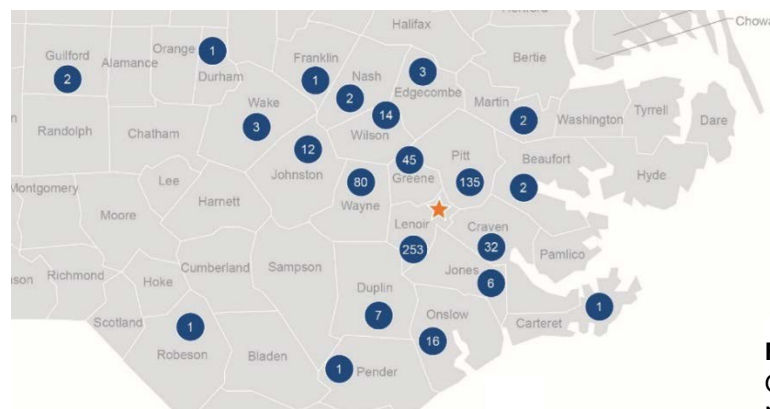 Halifax
Chowa
Orange
1
Franklin
Bertie
Guilford
Alamance
2
Durham
1
Nash
2
3
Edgecombe
Martin
2
Washington
Tyrrell
Dare
Wake
3
14
Wilson
Randolph
Chatham
12
Johnston
45
Greene
Pitt
135
Beaufort
2
Hyde
Lee
80
Wayne
Montgomery
Moore
Harnett
Lenoir
253
Craven
32
Pamlico
Cumberland
Sampson
Jones
6
Richmond
Hoke
Duplin
7
Onslow
16
Carteret
1
Scotland
1
Robeson
Bladen
1
Pender